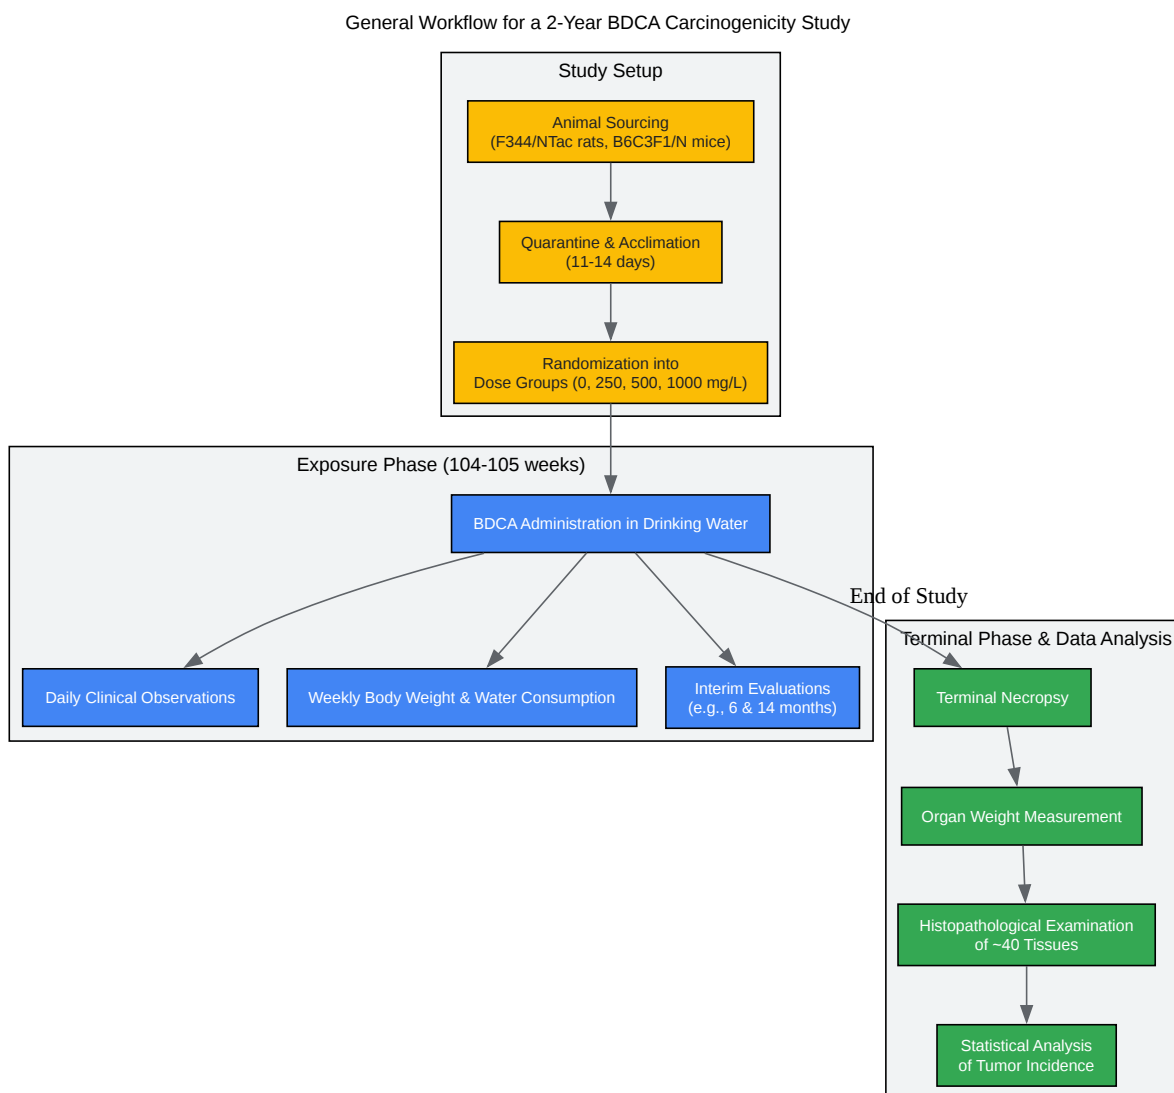 General Workflow for a 2-Year BDCA Carcinogenicity Study
Study Setup
Animal Sourcing
(F344/NTac rats, B6C3F1/N mice)
Quarantine & Acclimation
(11-14 days)
Randomization into
Dose Groups (0, 250, 500, 1000 mg/L)
Exposure Phase (104-105 weeks)
BDCA Administration in Drinking Water
End of Study
Daily Clinical Observations
Weekly Body Weight & Water Consumption
Interim Evaluations
(e.g., 6 & 14 months)
Terminal Phase & Data Analysis
Terminal Necropsy
Organ Weight Measurement
Histopathological Examination
of ~40 Tissues
Statistical Analysis
of Tumor Incidence